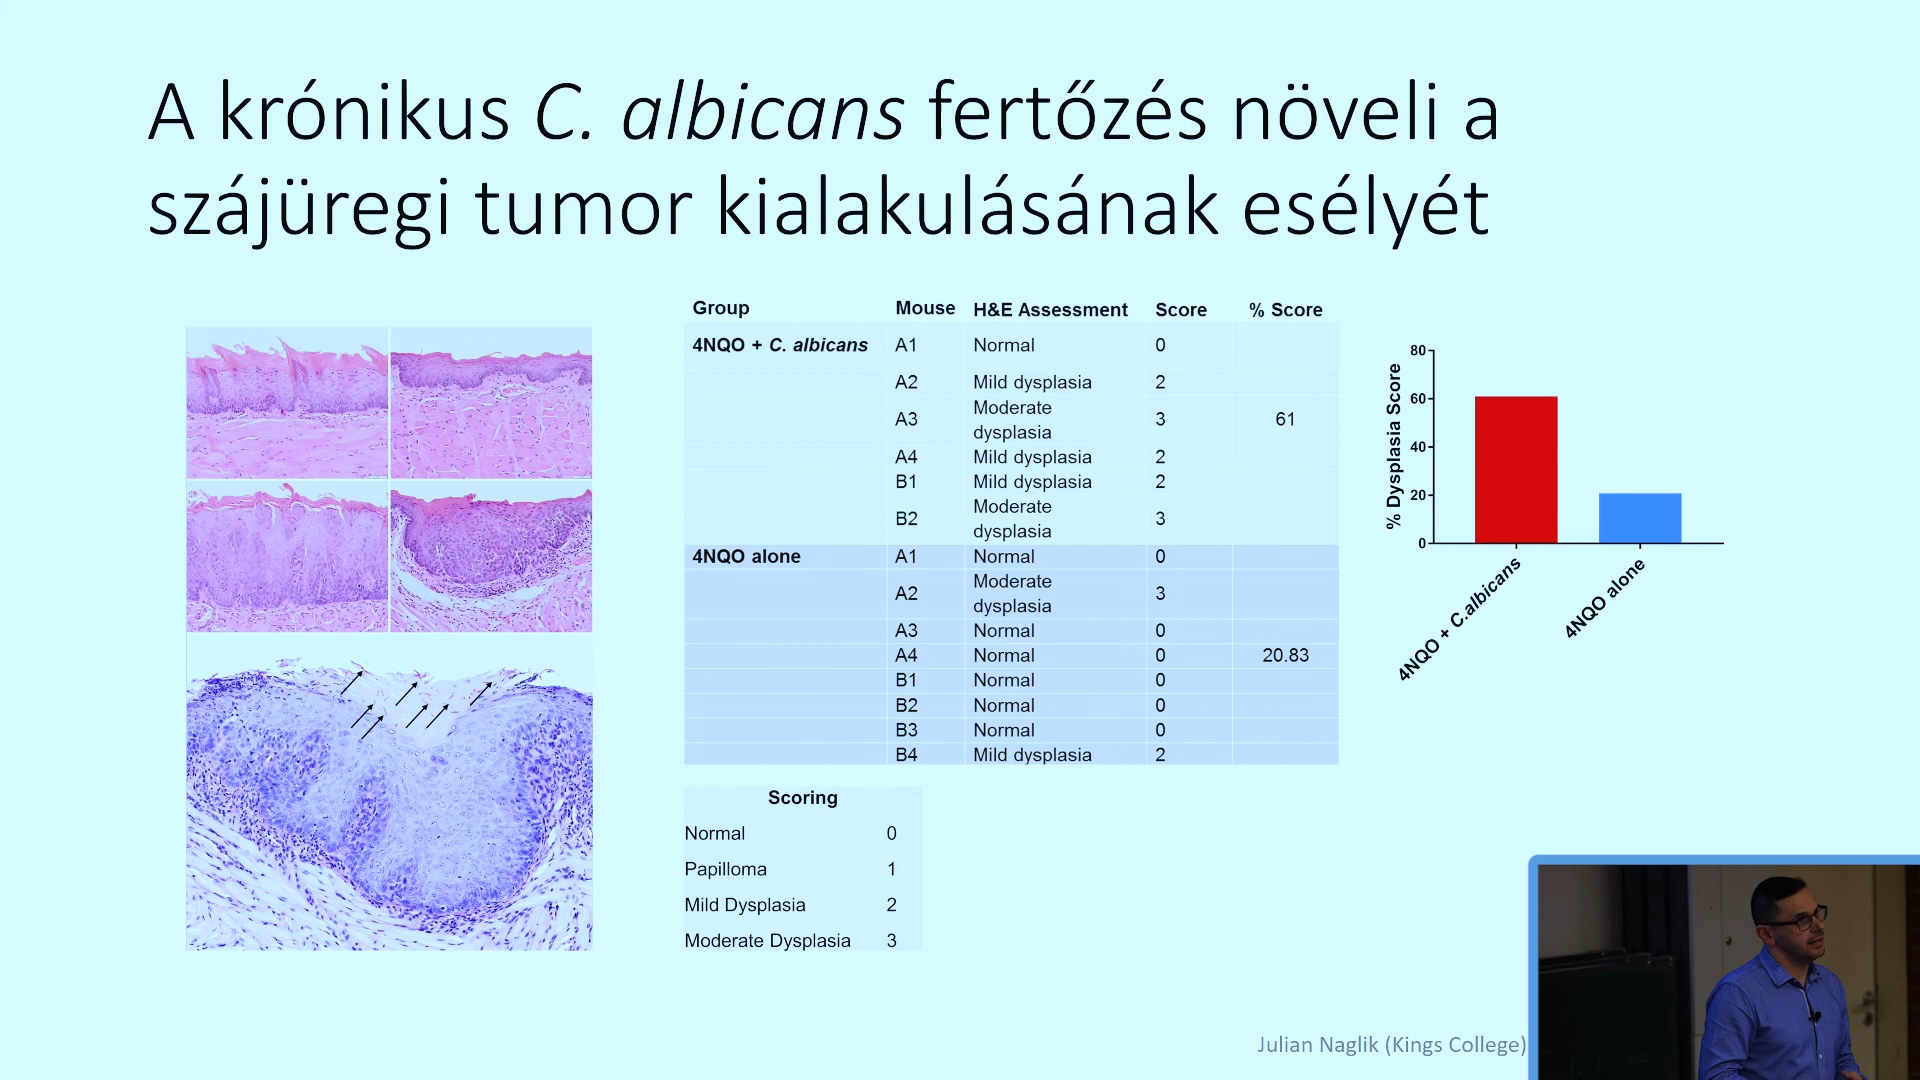 A krónikus C. albicans fertőzés növeli a
szájüregi tumor kialakulásának esélyét
Group Mouse H&E Assessment Score % Score
4NQO + C. albicans A1 Normal 0
A2 Mild dysplasia 2
A3 Moderate dysplasia 3 61
A4 Mild dysplasia 2
B1 Mild dysplasia 2
B2 Moderate dysplasia 3
4NQO alone A1 Normal 0
A2 Moderate dysplasia 3
A3 Normal 0
A4 Normal 0 20.83
B1 Normal 0
B2 Normal 0
B3 Normal 0
B4 Mild dysplasia 2
Scoring
Normal 0
Papilloma 1
Mild Dysplasia 2
Moderate Dysplasia 3
% Dysplasia Score
80
60
40
20
0
4NQO + C.albicans
4NQO alone
Julian Naglik (Kings College)